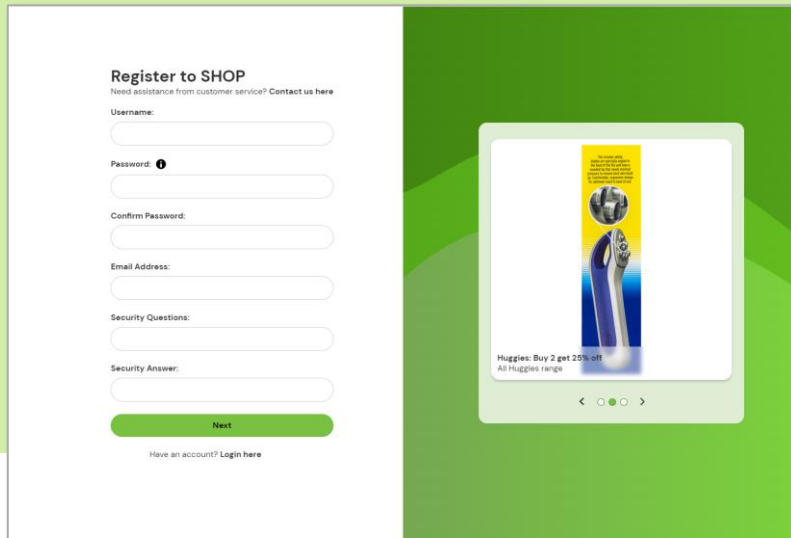 Register to SHOP
Need assistance from customer service? Contact us here
Username:
Password:
Confirm Password:
Email Address:
Security Questions:
Security Answer:
Next
Have an account? Login here
Huggies: Buy 2 get 25% off
All Huggies range